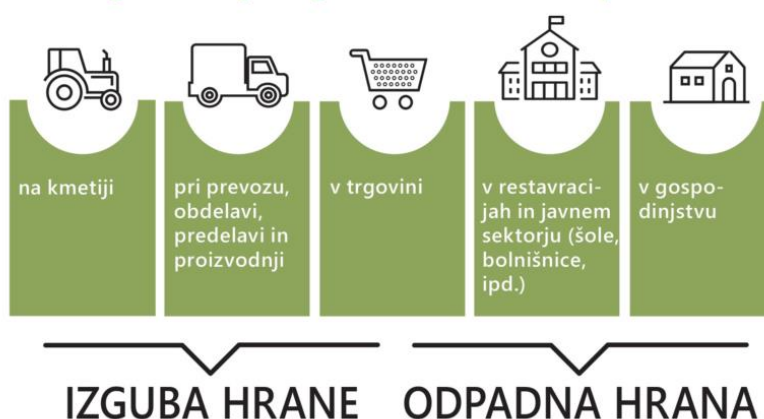 na kmetiji
pri prevozu,
obdelavi,
predelavi in
proizvodnji
v trgovini
v restavraci-
jah in javnem
sektorju (šole,
bolnišnice,
ipd.)
v gospo-
dinjstvu
IZGUBA HRANE
ODPADNA HRANA